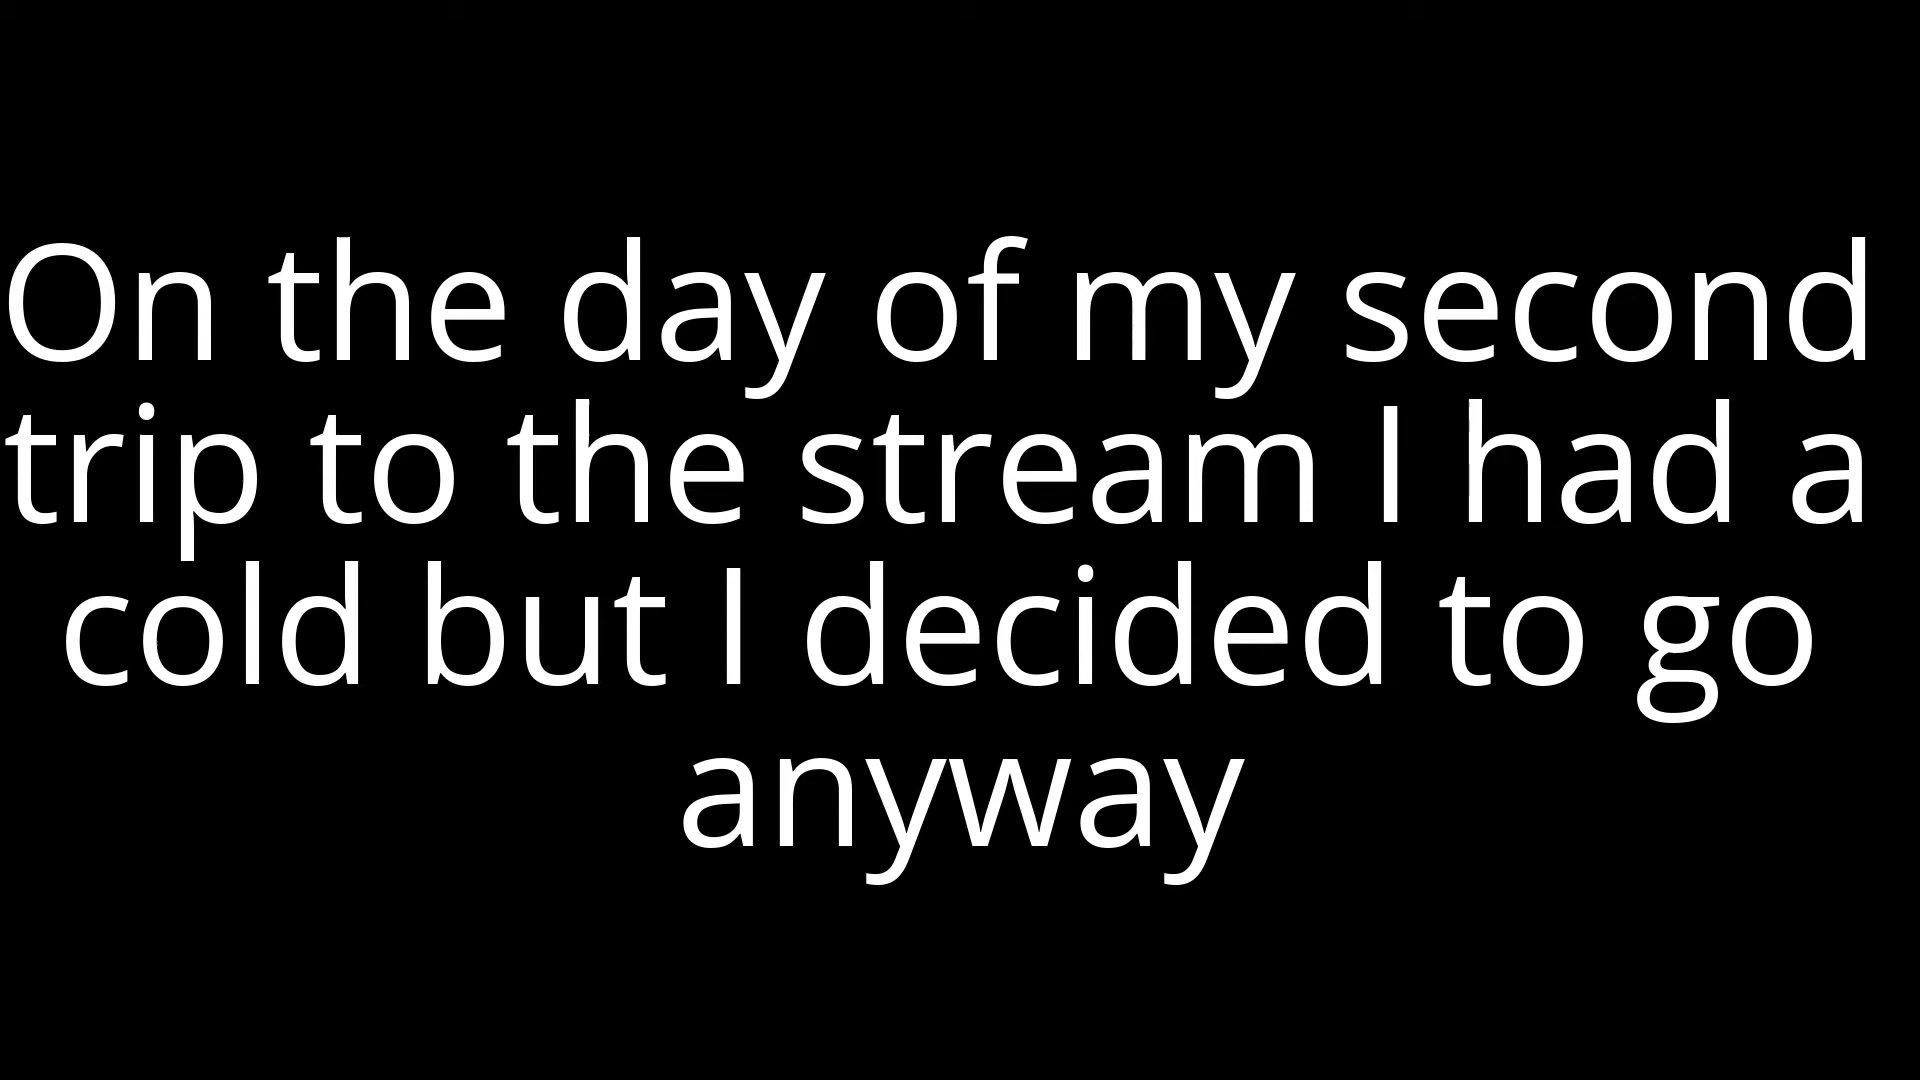 On the day of my second
trip to the stream I had a
cold but I decided to go
anyway